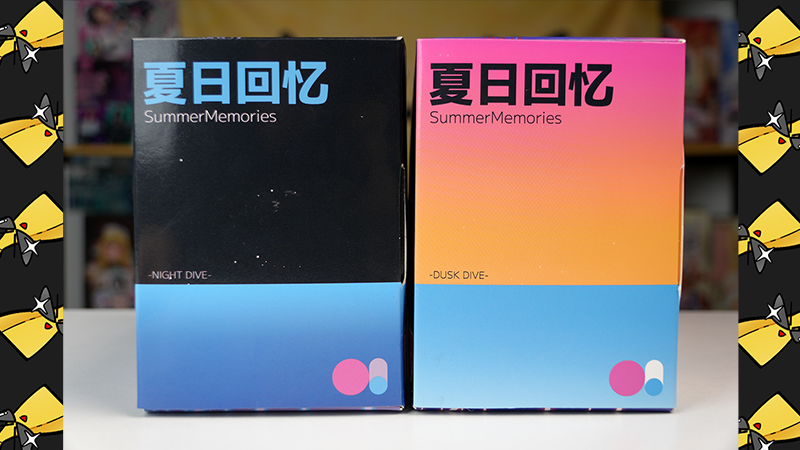 夏日回忆
SummerMemories
-NIGHT DIVE-
夏日回忆
SummerMemories
-DUSK DIVE-